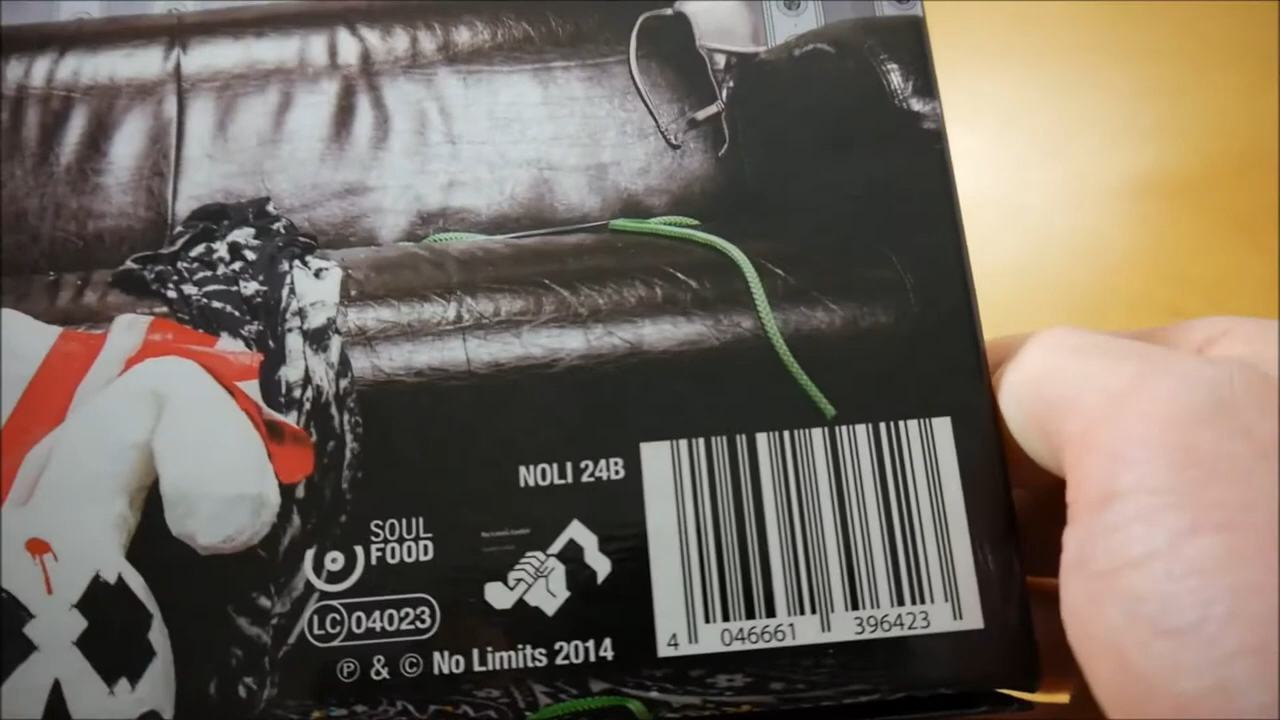 NOLI 24B
SOUL
FOOD
LC 04023
℗ & © No Limits 2014
4 046661 396423